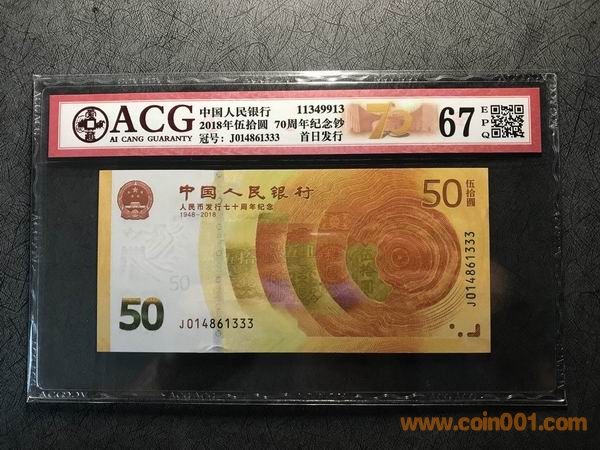 ACG
AI CANG GUARANTY
中国人民银行 11349913
2018年伍拾圆 70周年纪念钞
冠号: J014861333 首日发行
70
67
E
P
Q
中国人民银行
人民币发行七十周年纪念
1948-2018
50
伍拾圆
50
50
J014861333
J014861333
www.coin001.com